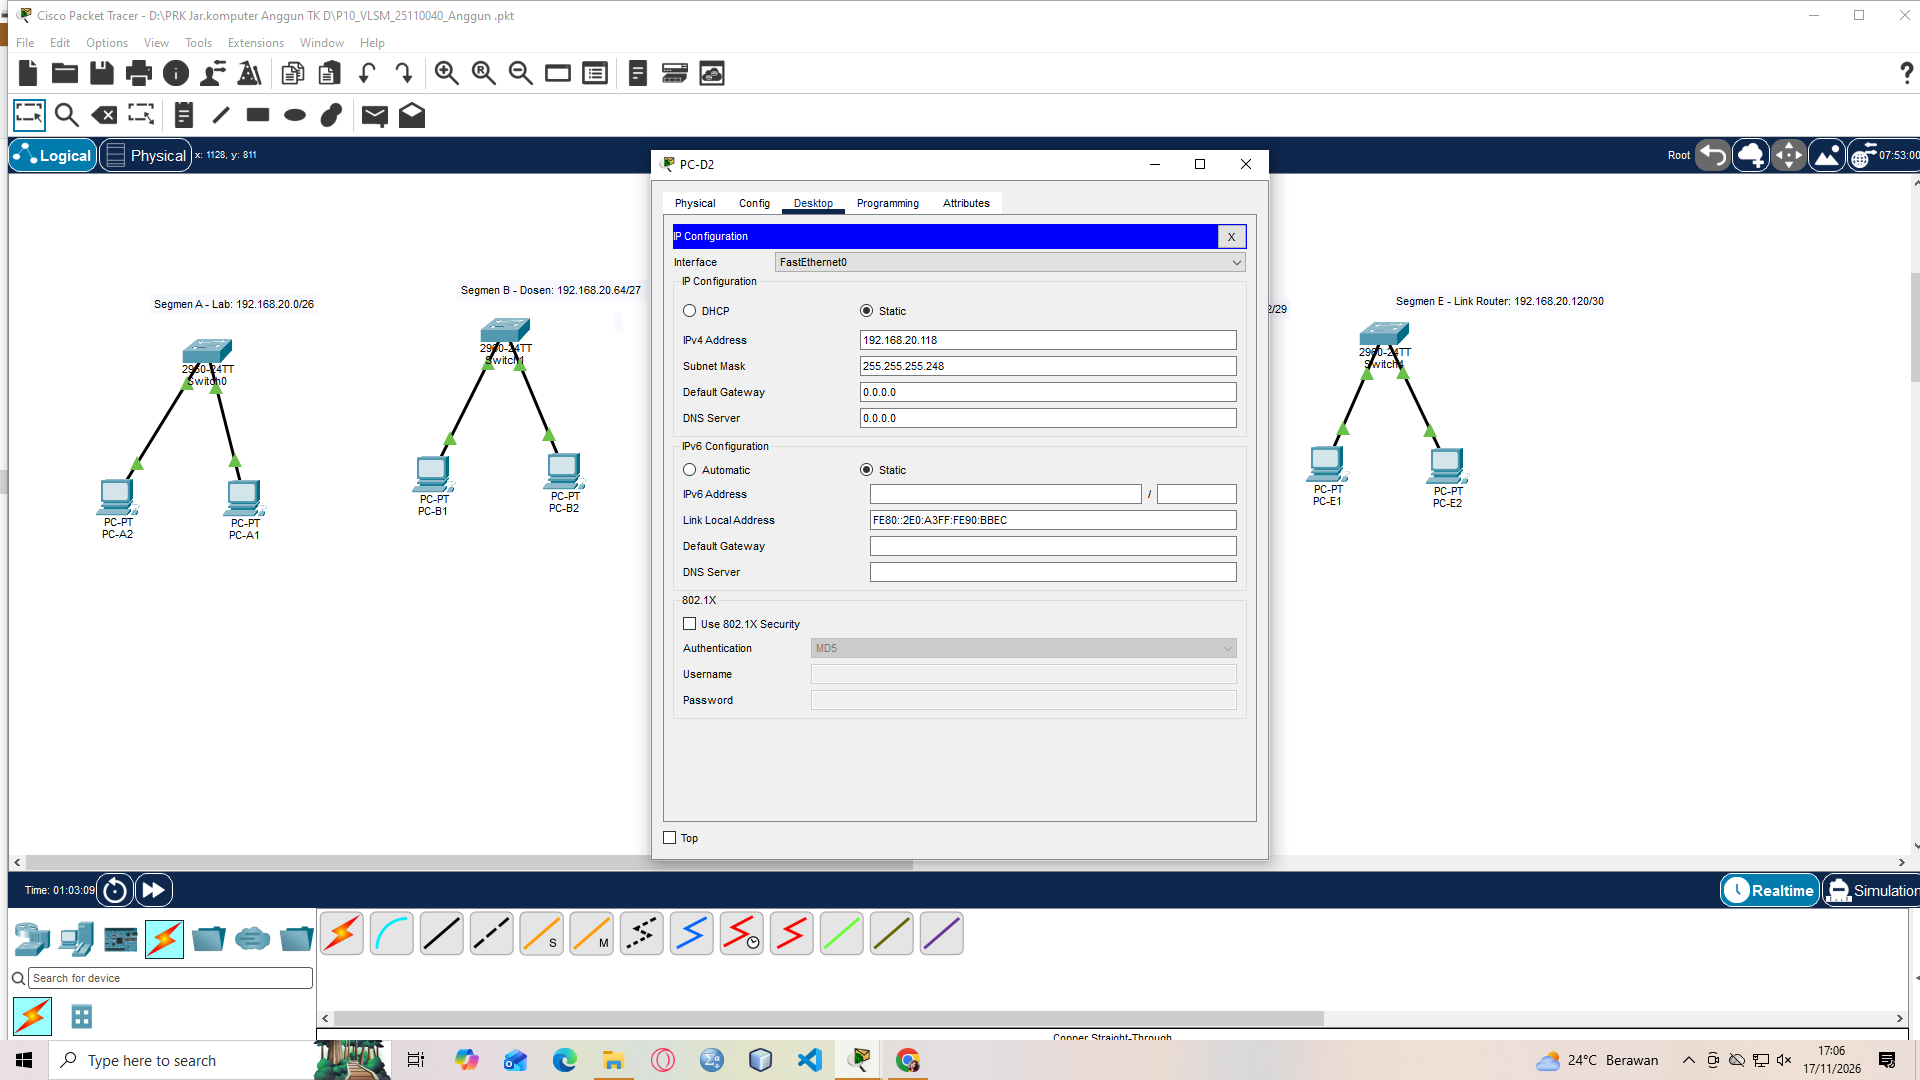 Cisco Packet Tracer - D:\PRK Jar.komputer Anggun TK D\P10_VLSM_25110040_Anggun .pkt
File Edit Options View Tools Extensions Window Help
Logical
Physical
x: 1128, y: 811
Root
07:53:00
PC-D2
Physical Config Desktop Programming Attributes
IP Configuration
X
Interface
FastEthernet0
IP Configuration
DHCP
Static
IPv4 Address
192.168.20.118
Subnet Mask
255.255.255.248
Default Gateway
0.0.0.0
DNS Server
0.0.0.0
IPv6 Configuration
Automatic
Static
IPv6 Address
/
Link Local Address
FE80::2E0:A3FF:FE90:BBEC
Default Gateway
DNS Server
802.1X
Use 802.1X Security
Authentication
MD5
Username
Password
Top
Segmen A - Lab: 192.168.20.0/26
2960-24TT
Switch0
PC-PT
PC-A2
PC-PT
PC-A1
Segmen B - Dosen: 192.168.20.64/27
2960-24TT
Switch1
PC-PT
PC-B1
PC-PT
PC-B2
2/29
Segmen E - Link Router: 192.168.20.120/30
2960-24TT
PC-PT
PC-E1
PC-PT
PC-E2
Time: 01:03:09
Realtime
Simulation
S
M
Search for device
Copper Straight-Through
Type here to search
24°C Berawan
17:06
17/11/2026